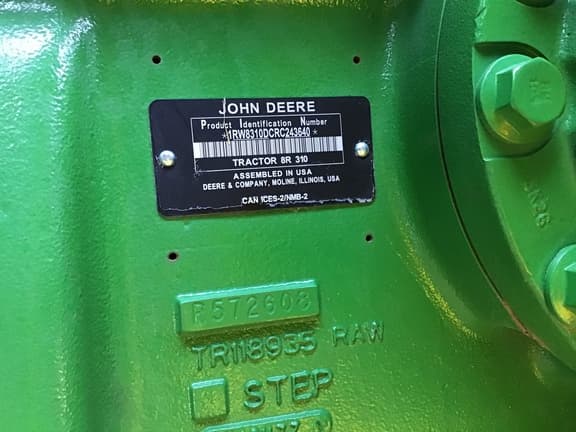 JOHN DEERE
Product Identification Number
*1RW8310DCRC243640*
TRACTOR 8R 310
ASSEMBLED IN USA
DEERE & COMPANY, MOLINE, ILLINOIS, USA
CAN ICES-2/NMB-2
R572608
TR118935 RAW
STEP